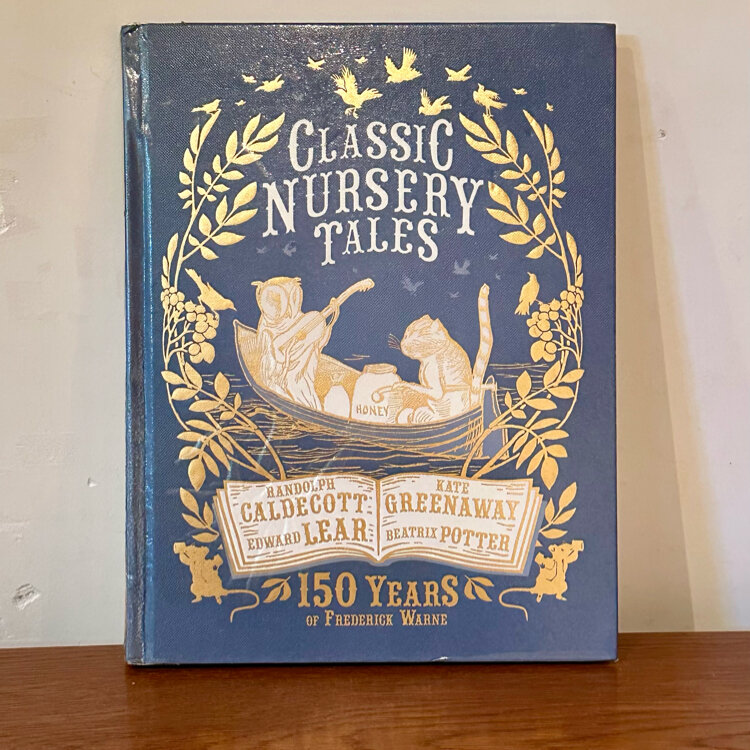 CLASSIC
NURSERY
TALES
HONEY
RANDOLPH
CALDECOTT
EDWARD LEAR
KATE
GREENAWAY
BEATRIX POTTER
150 YEARS
OF FREDERICK WARNE